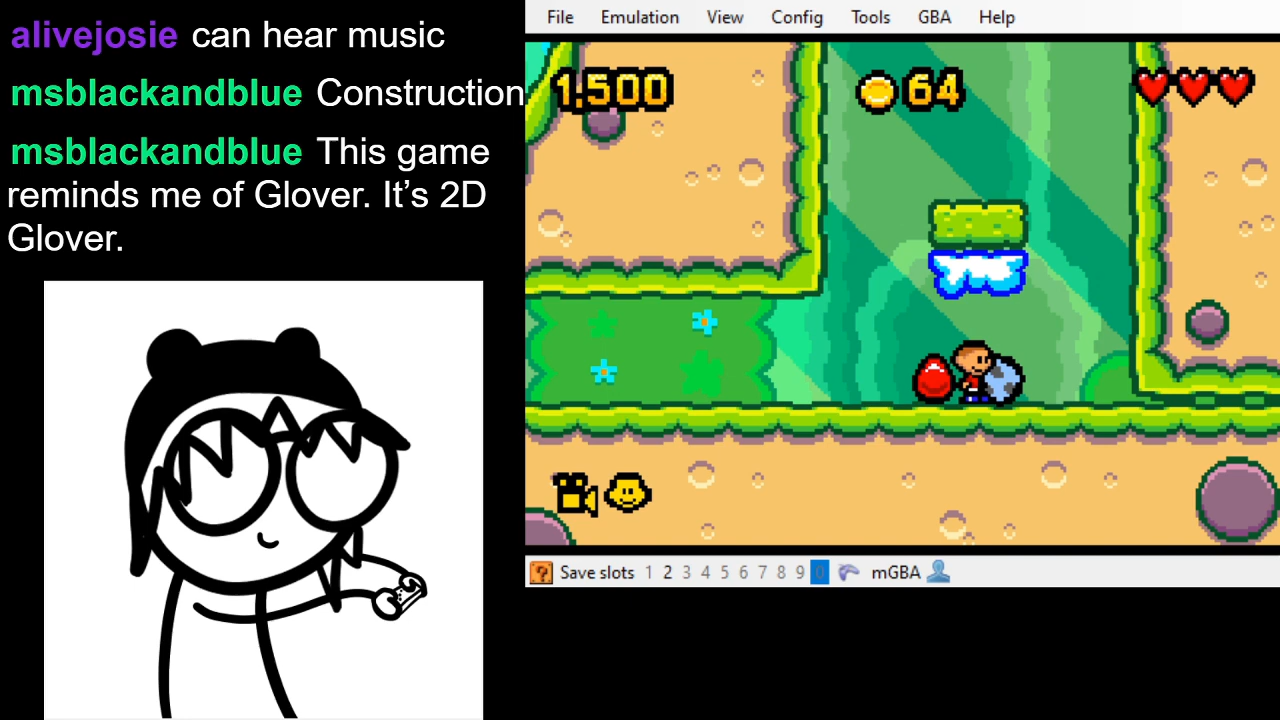 alivejosie can hear music
msblackandblue Construction
msblackandblue This game
reminds me of Glover. It’s 2D
Glover.
File Emulation View Config Tools GBA Help
1,500 64
Save slots 1 2 3 4 5 6 7 8 9 0 mGBA